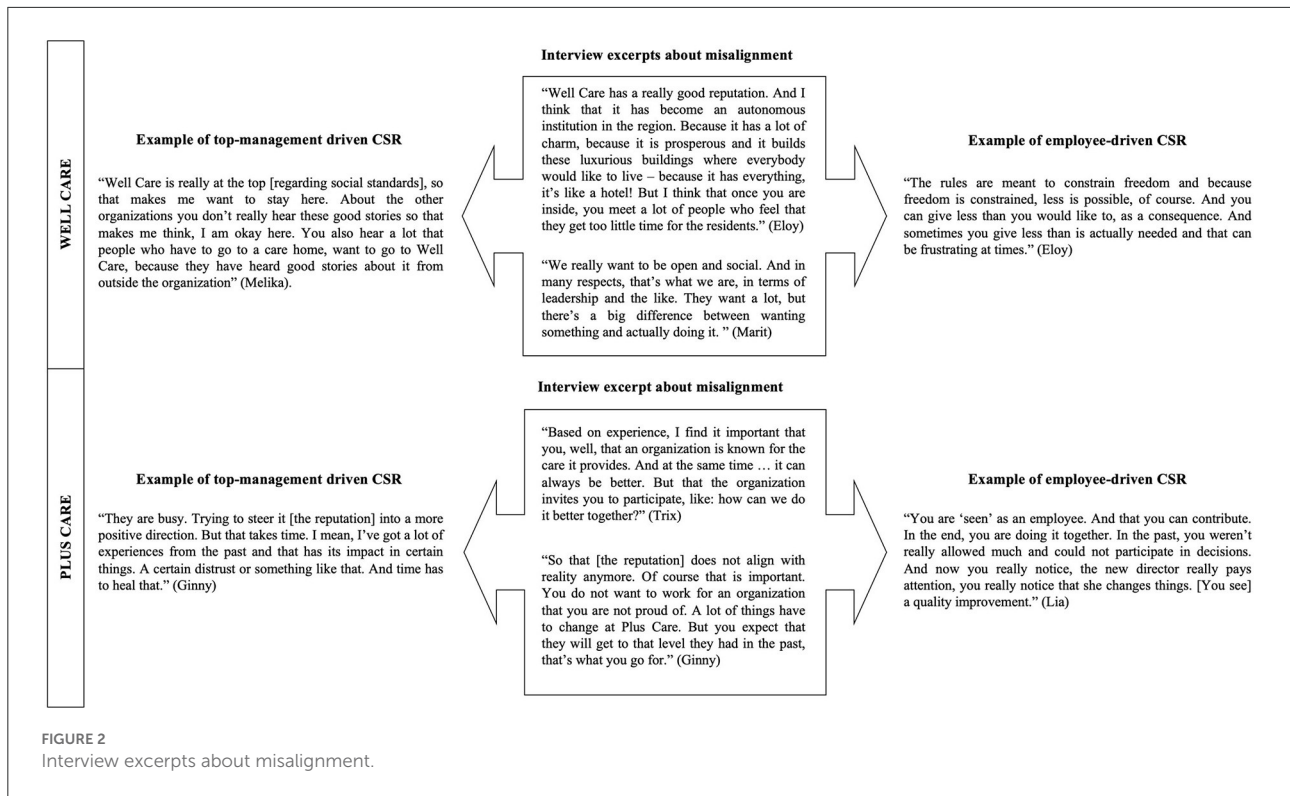 WELL CARE
Example of top-management driven CSR
“Well Care is really at the top [regarding social standards], so
that makes me want to stay here. About the other
organizations you don’t really hear these good stories so that
makes me think, I am okay here. You also hear a lot that
people who have to go to a care home, want to go to Well
Care, because they have heard good stories about it from
outside the organization” (Melika).
Interview excerpts about misalignment
“Well Care has a really good reputation. And I
think that it has become an autonomous
institution in the region. Because it has a lot of
charm, because it is prosperous and it builds
these luxurious buildings where everybody
would like to live – because it has everything,
it’s like a hotel! But I think that once you are
inside, you meet a lot of people who feel that
they get too little time for the residents.” (Eloy)
“We really want to be open and social. And in
many respects, that’s what we are, in terms of
leadership and the like. They want a lot, but
there’s a big difference between wanting
something and actually doing it. ” (Marit)
Example of employee-driven CSR
“The rules are meant to constrain freedom and because
freedom is constrained, less is possible, of course. And you
can give less than you would like to, as a consequence. And
sometimes you give less than is actually needed and that can
be frustrating at times.” (Eloy)
PLUS CARE
Example of top-management driven CSR
“They are busy. Trying to steer it [the reputation] into a more
positive direction. But that takes time. I mean, I’ve got a lot of
experiences from the past and that has its impact in certain
things. A certain distrust or something like that. And time has
to heal that.” (Ginny)
Interview excerpt about misalignment
“Based on experience, I find it important that
you, well, that an organization is known for the
care it provides. And at the same time … it can
always be better. But that the organization
invites you to participate, like: how can we do
it better together?” (Trix)
“So that [the reputation] does not align with
reality anymore. Of course that is important.
You do not want to work for an organization
that you are not proud of. A lot of things have
to change at Plus Care. But you expect that
they will get to that level they had in the past,
that’s what you go for.” (Ginny)
Example of employee-driven CSR
“You are ‘seen’ as an employee. And that you can contribute.
In the end, you are doing it together. In the past, you weren’t
really allowed much and could not participate in decisions.
And now you really notice, the new director really pays
attention, you really notice that she changes things. [You see]
a quality improvement.” (Lia)
FIGURE 2
Interview excerpts about misalignment.